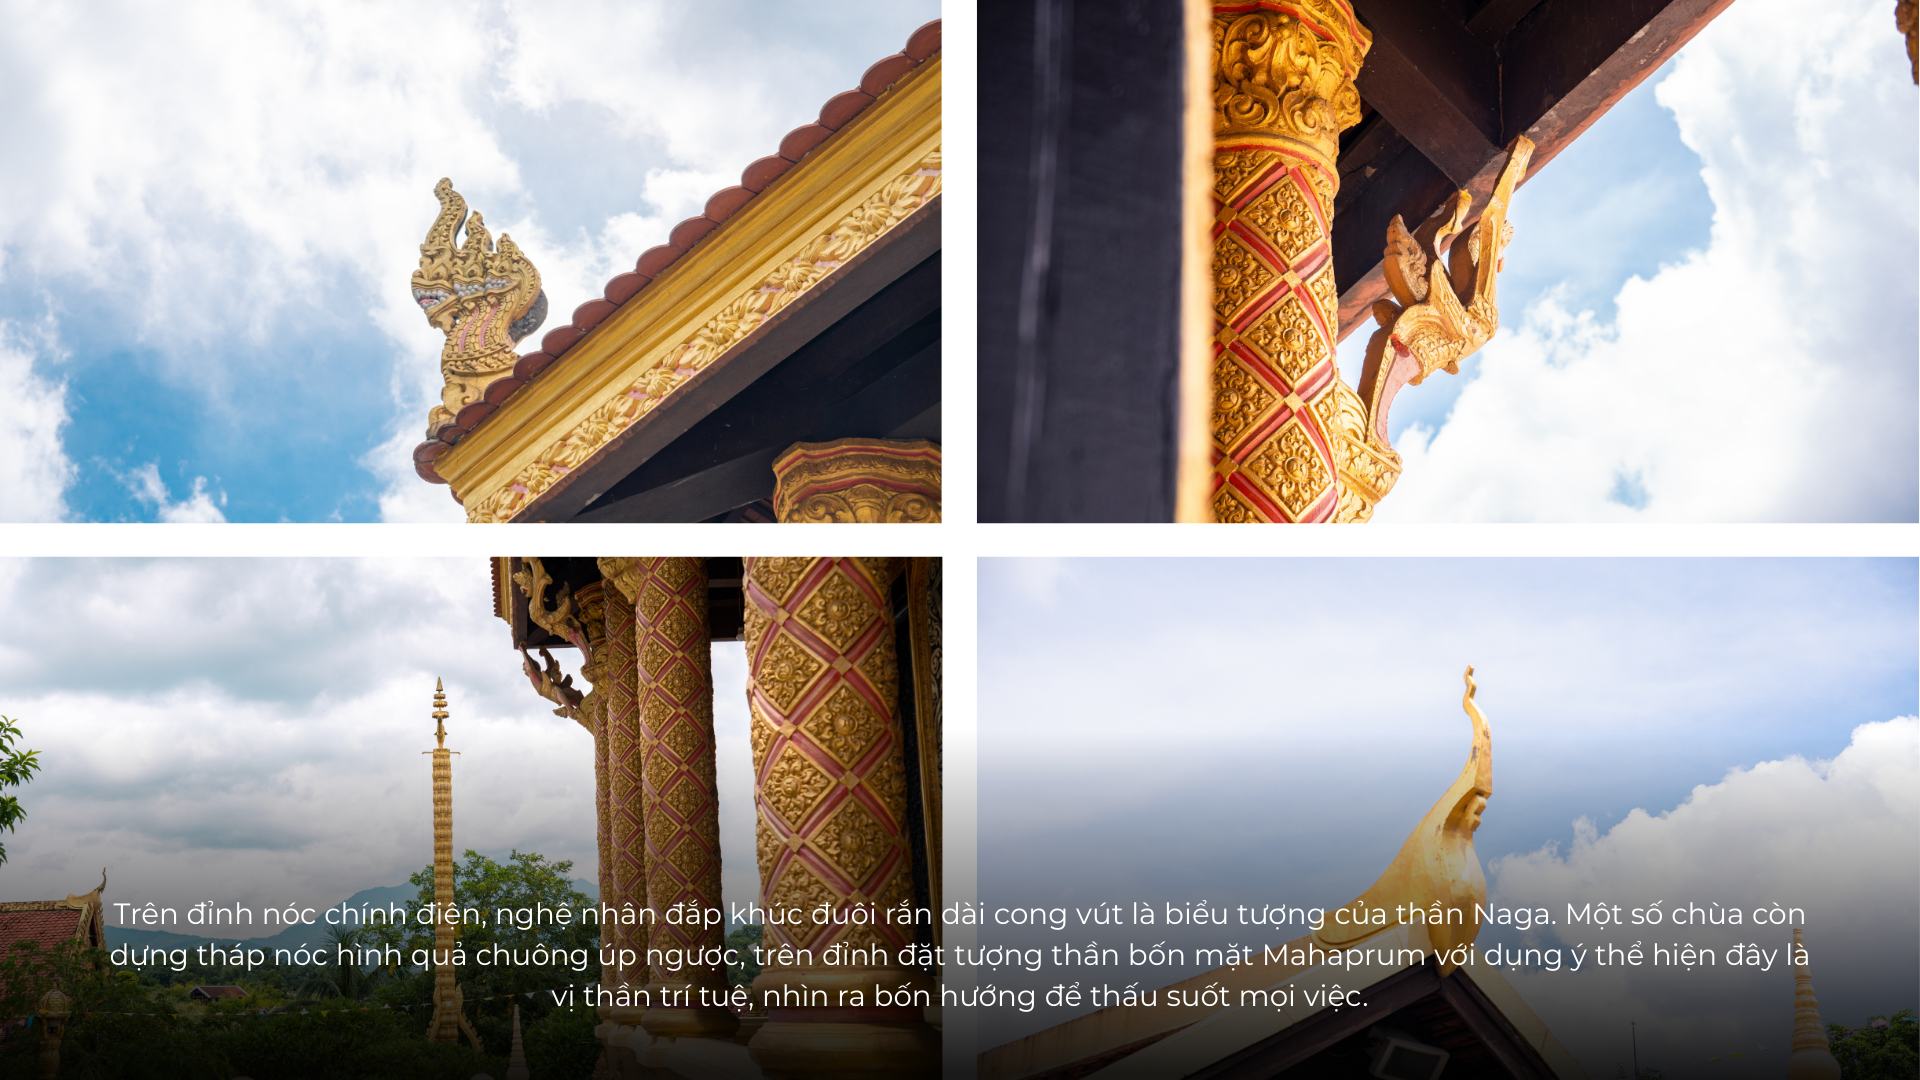 Trên đỉnh nóc chính điện, nghệ nhân đắp khúc đuôi rắn dài cong vút là biểu tượng của thần Naga. Một số chùa còn
dựng tháp nóc hình quả chuông úp ngược, trên đỉnh đặt tượng thần bốn mặt Mahaprum với dụng ý thể hiện đây là
vị thần trí tuệ, nhìn ra bốn hướng để thấu suốt mọi việc.